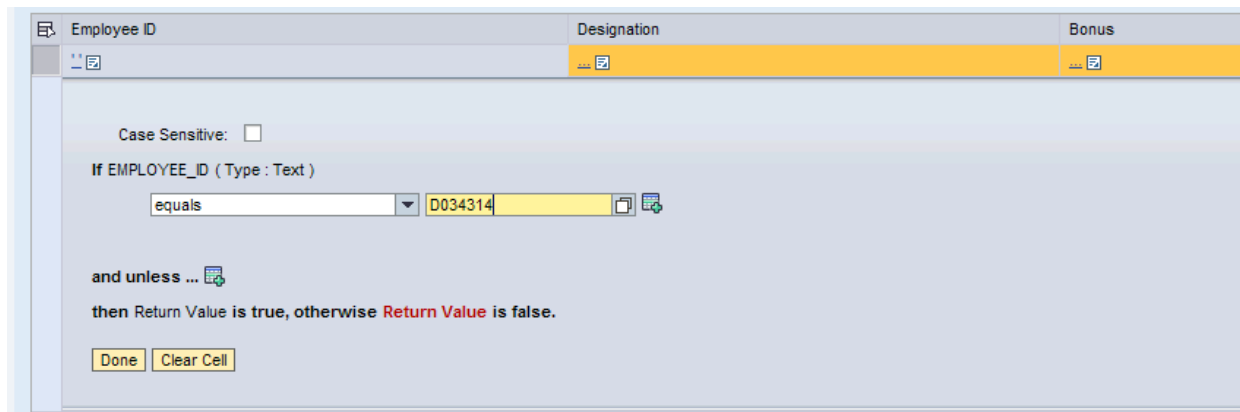 Employee ID Designation Bonus
'' ... ...
Case Sensitive:
If EMPLOYEE_ID ( Type : Text )
equals D034314
and unless ...
then Return Value is true, otherwise Return Value is false.
Done Clear Cell